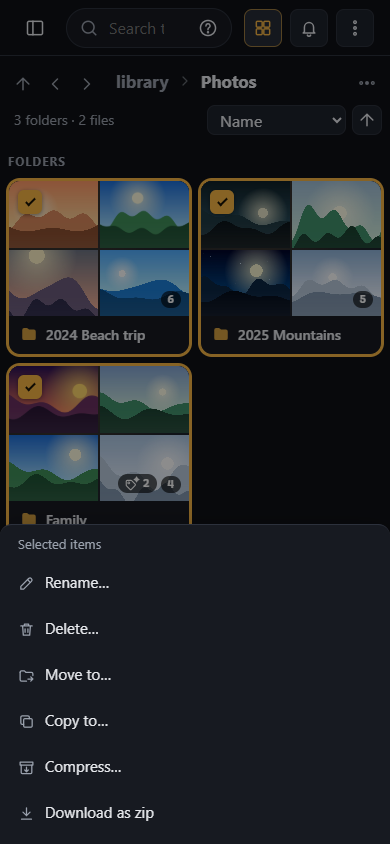 Search t
library > Photos
3 folders · 2 files
Name
FOLDERS
6
2024 Beach trip
5
2025 Mountains
2
4
Family
Selected items
Rename...
Delete...
Move to...
Copy to...
Compress...
Download as zip